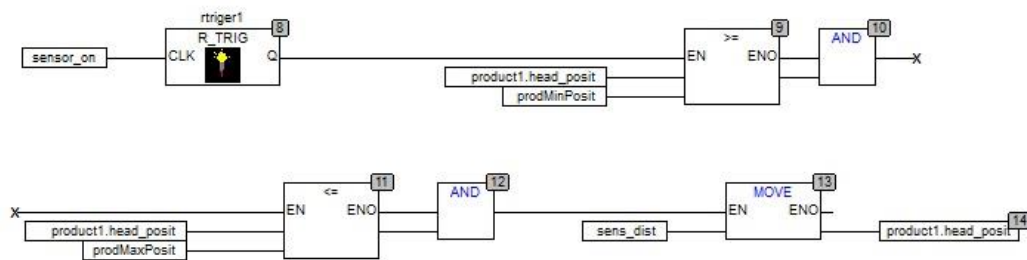 rtriger1
8
R_TRIG
sensor_on
CLK
Q
9
>=
EN
ENO
product1.head_posit
prodMinPosit
10
AND
X
X
11
<=
EN
ENO
product1.head_posit
prodMaxPosit
12
AND
13
MOVE
EN
ENO
sens_dist
14
product1.head_posit